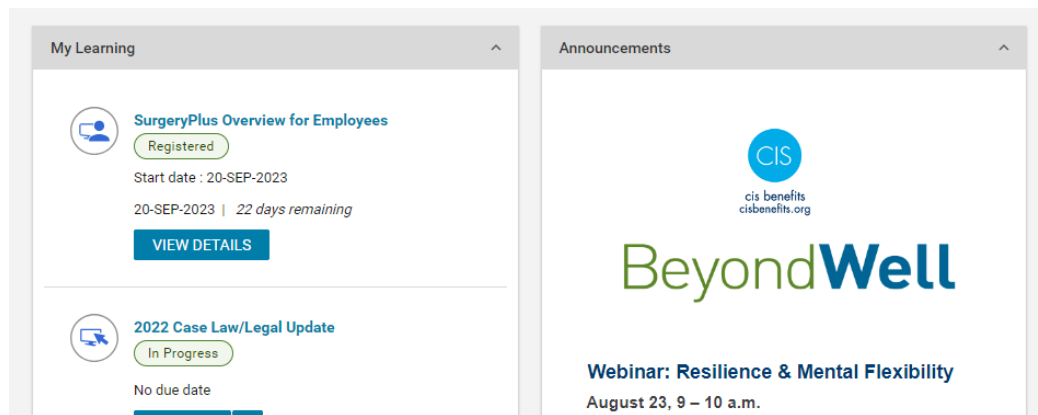 My Learning
SurgeryPlus Overview for Employees
Registered
Start date : 20-SEP-2023
20-SEP-2023 | 22 days remaining
VIEW DETAILS
2022 Case Law/Legal Update
In Progress
No due date
Announcements
CIS
cis benefits
cisbenefits.org
BeyondWell
Webinar: Resilience & Mental Flexibility
August 23, 9 – 10 a.m.